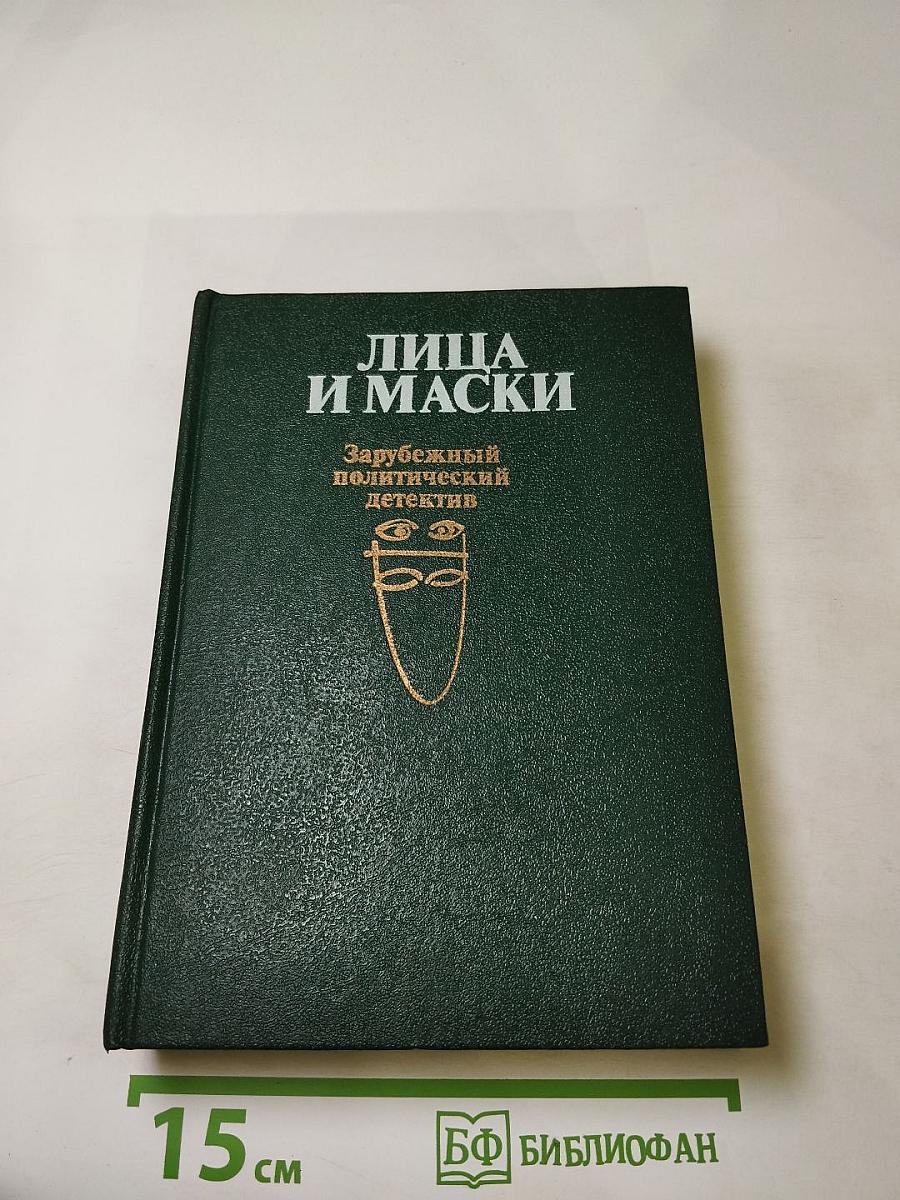 ЛИЦА
И МАСКИ
Зарубежный
политический
детектив
15 см
БФ БИБЛИОФАН